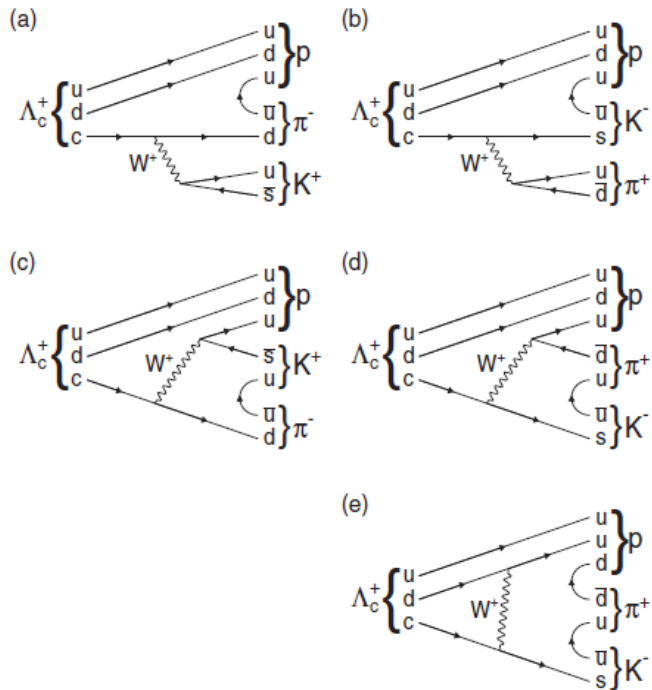 (a)
u
d } p
u
Λc⁺ { u
d
c
W⁺
ū
d } π⁻
u
s̄ } K⁺
(b)
u
d } p
u
Λc⁺ { u
d
c
W⁺
ū
s } K⁻
u
d̄ } π⁺
(c)
u
d } p
u
Λc⁺ { u
d
c
W⁺
s̄
u } K⁺
ū
d } π⁻
(d)
u
d } p
u
Λc⁺ { u
d
c
W⁺
d̄
u } π⁺
ū
s } K⁻
(e)
u
u } p
d
Λc⁺ { u
d
c
W⁺
d̄
u } π⁺
ū
s } K⁻